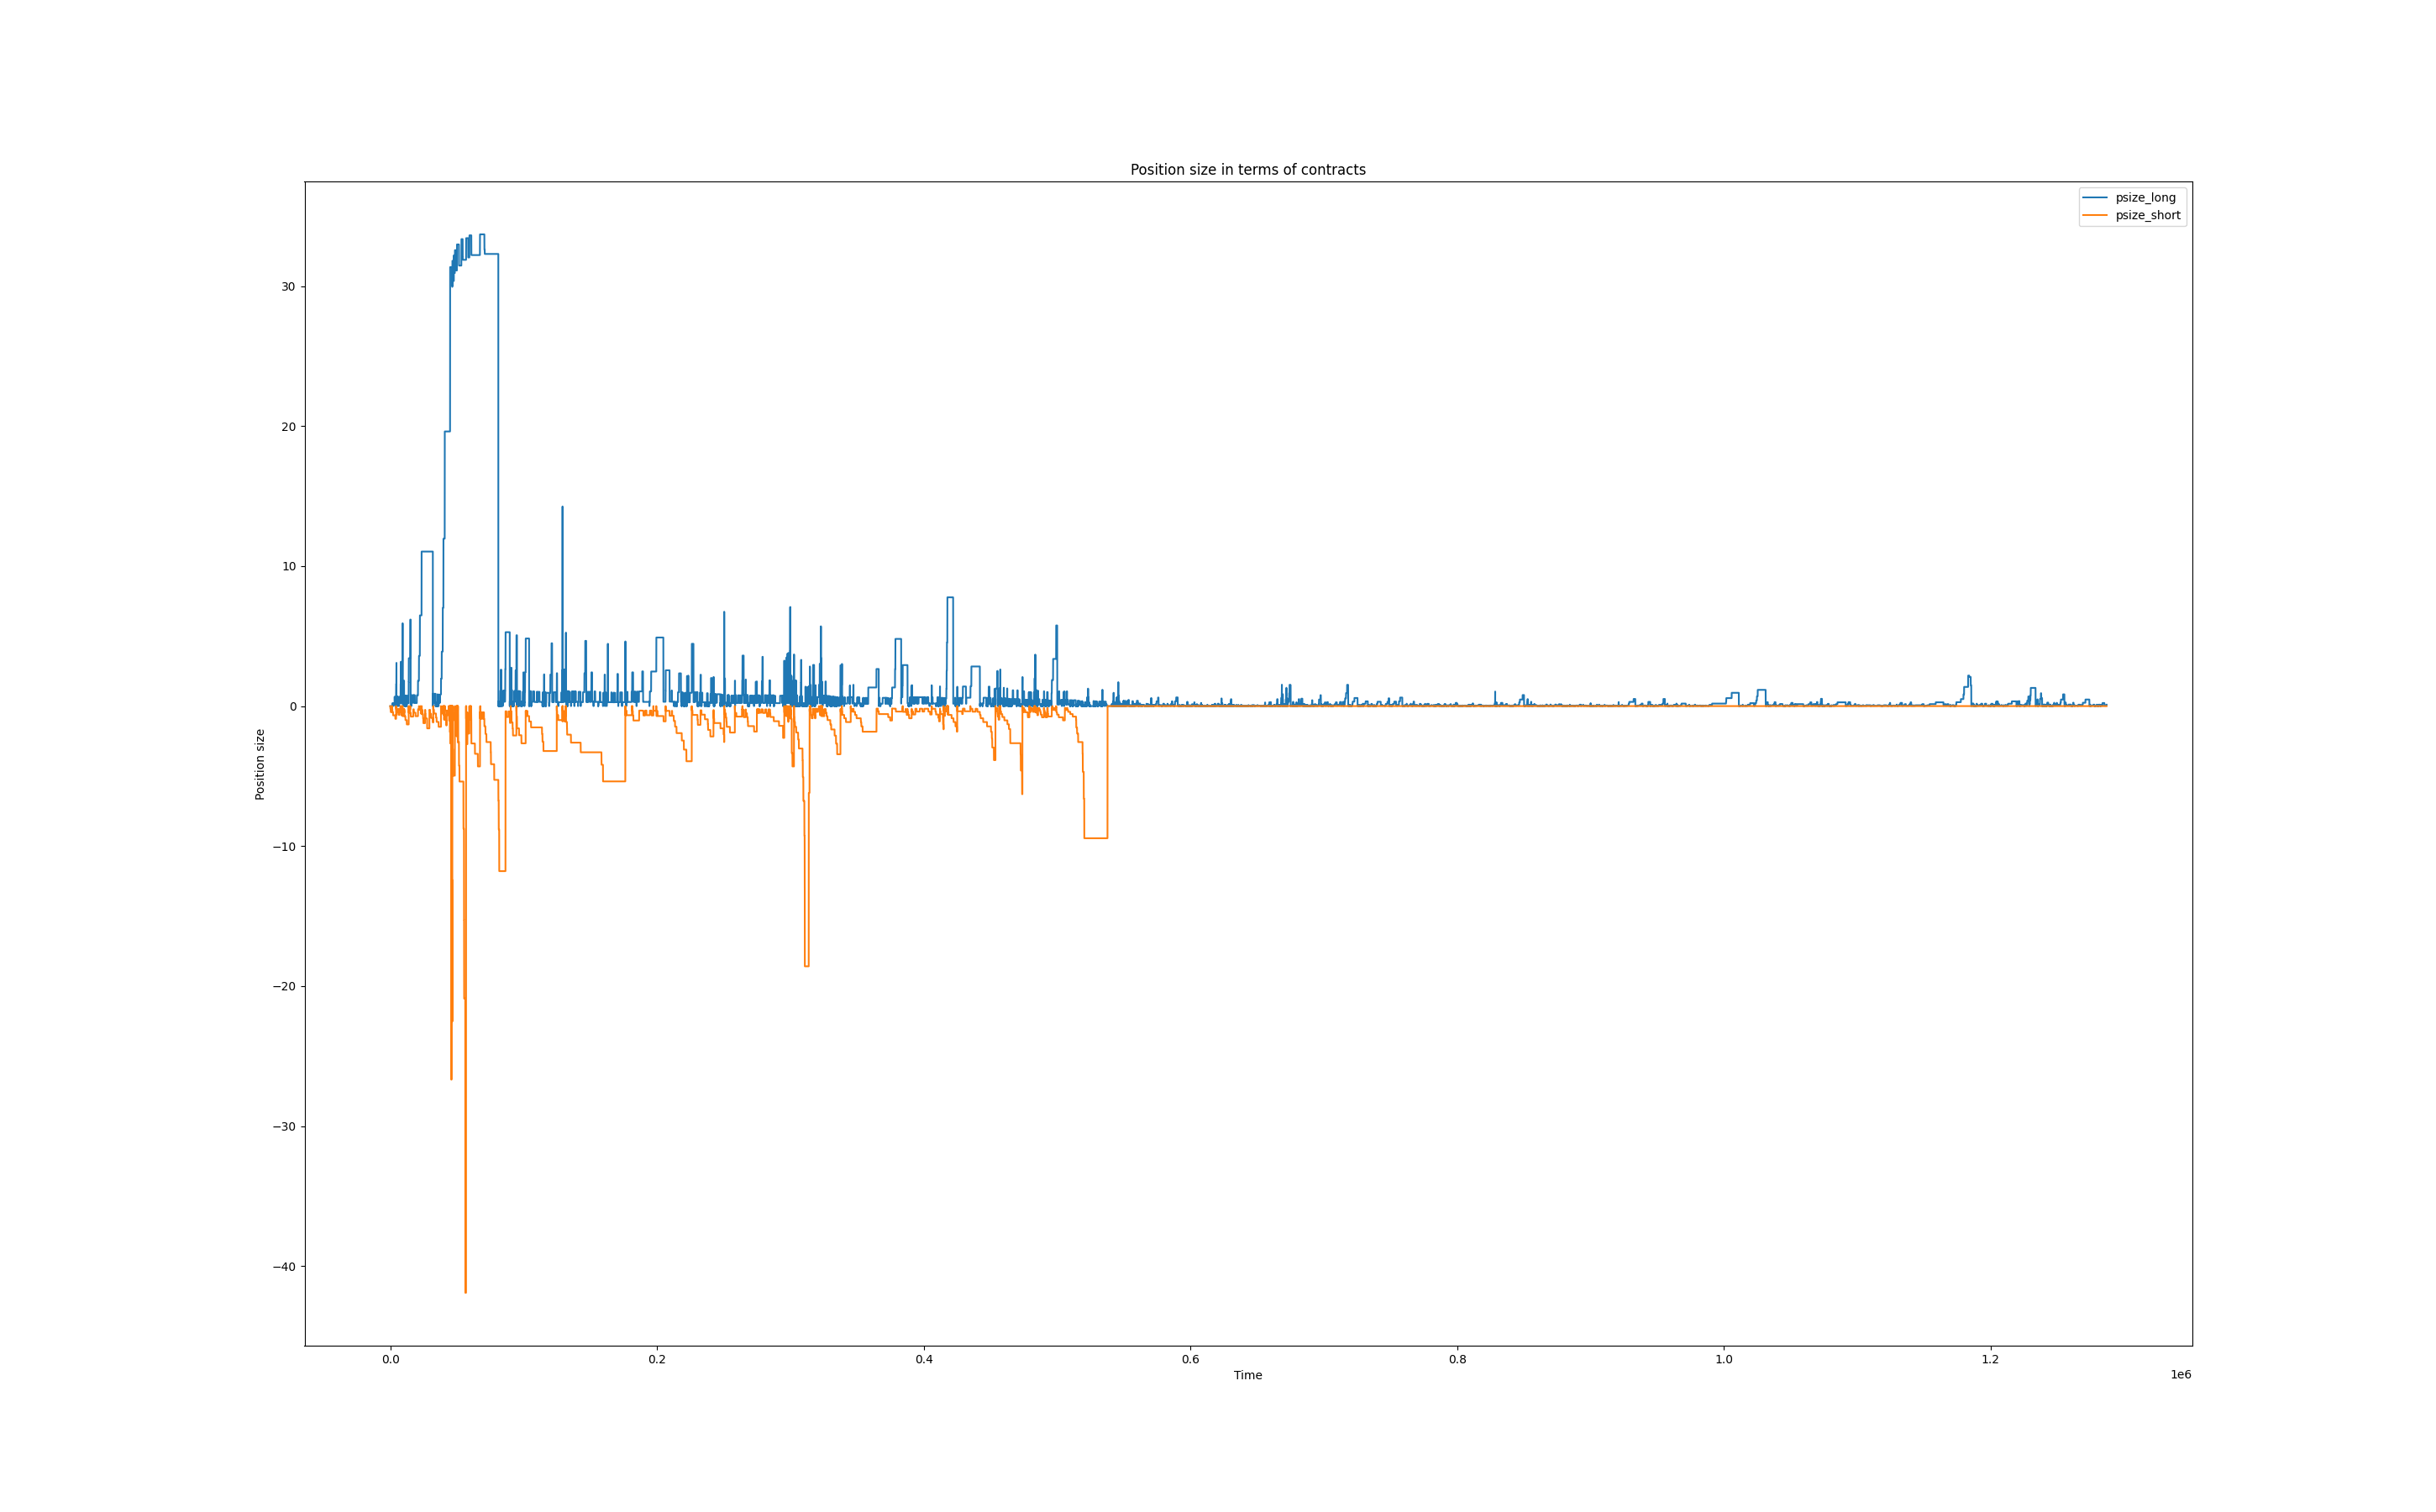 Position size in terms of contracts
psize_long
psize_short
Position size
30
20
10
0
−10
−20
−30
−40
0.0 0.2 0.4 0.6 0.8 1.0 1.2
Time
1e6